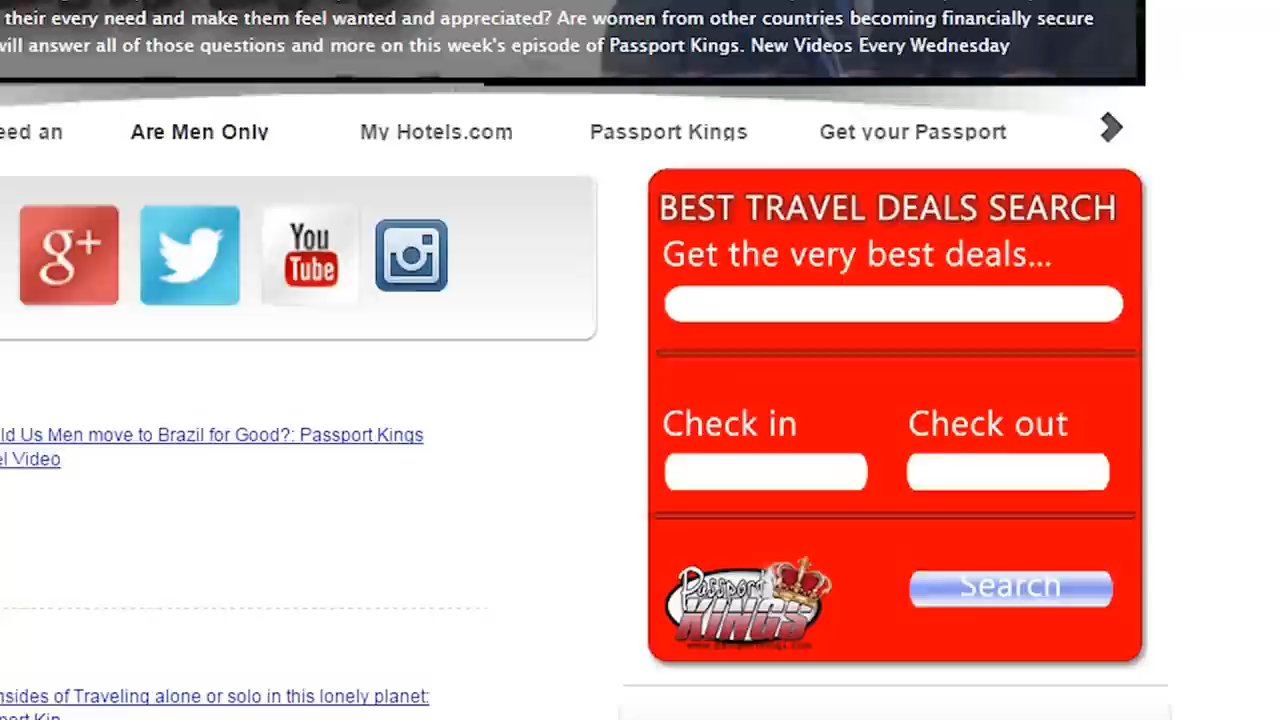 their every need and make them feel wanted and appreciated? Are women from other countries becoming financially secure
will answer all of those questions and more on this week's episode of Passport Kings. New Videos Every Wednesday
eed an
Are Men Only
My Hotels.com
Passport Kings
Get your Passport
g+
You
Tube
BEST TRAVEL DEALS SEARCH
Get the very best deals...
Check in
Check out
ld Us Men move to Brazil for Good?: Passport Kings
el Video
Passport
KINGS
Search
nsides of Traveling alone or solo in this lonely planet:
port Kin